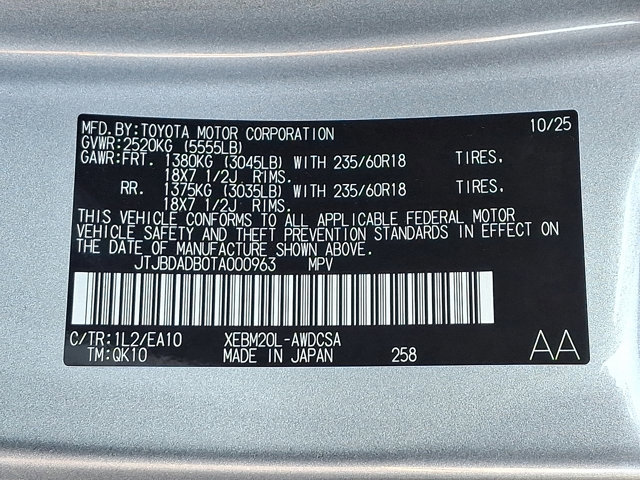 MFD.BY:TOYOTA MOTOR CORPORATION 10/25
GVWR:2520KG (5555LB)
GAWR:FRT. 1380KG (3045LB) WITH 235/60R18 TIRES.
18X7 1/2J RIMS.
RR. 1375KG (3035LB) WITH 235/60R18 TIRES.
18X7 1/2J RIMS.
THIS VEHICLE CONFORMS TO ALL APPLICABLE FEDERAL MOTOR
VEHICLE SAFETY AND THEFT PREVENTION STANDARDS IN EFFECT ON
THE DATE OF MANUFACTURE SHOWN ABOVE.
JTJBDADB0TA000963 MPV
C/TR:1L2/EA10 XEBM20L-AWDCSA
TM:QK10 MADE IN JAPAN 258 AA